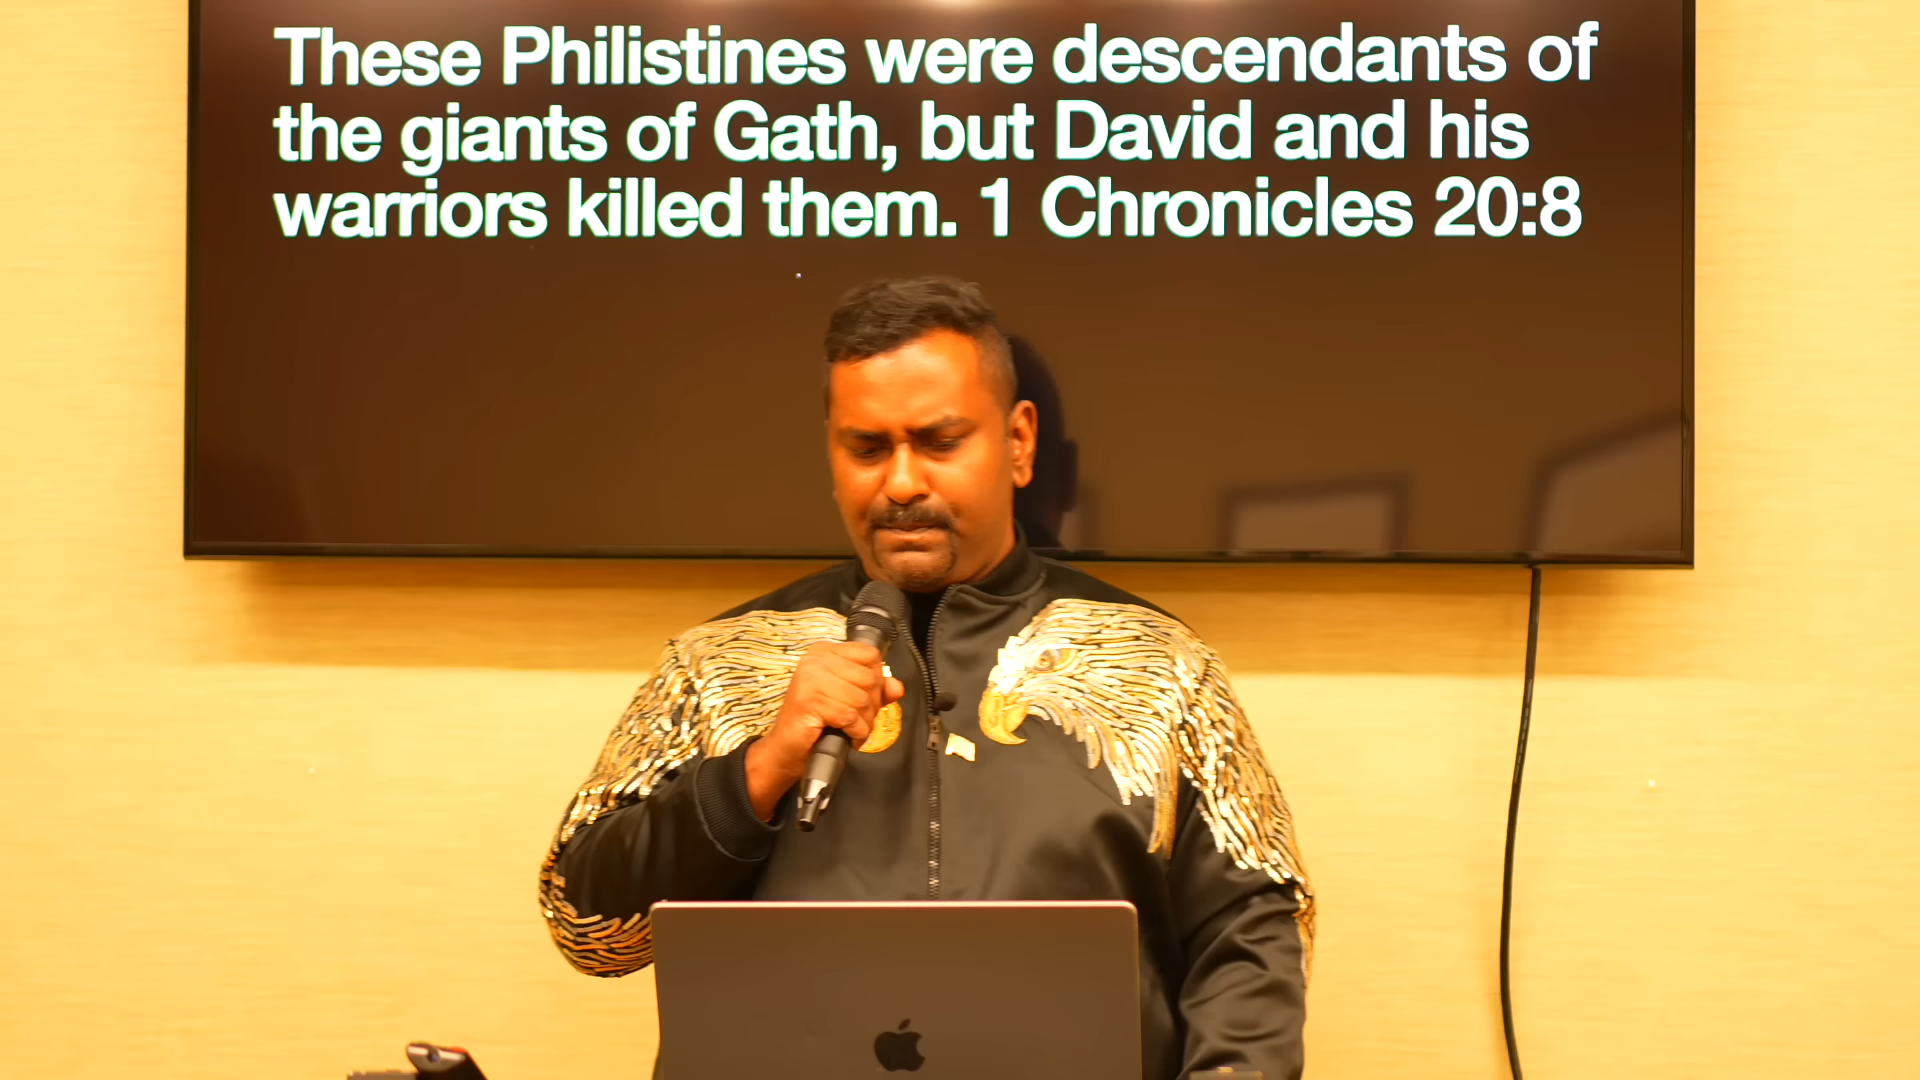 These Philistines were descendants of
the giants of Gath, but David and his
warriors killed them. 1 Chronicles 20:8